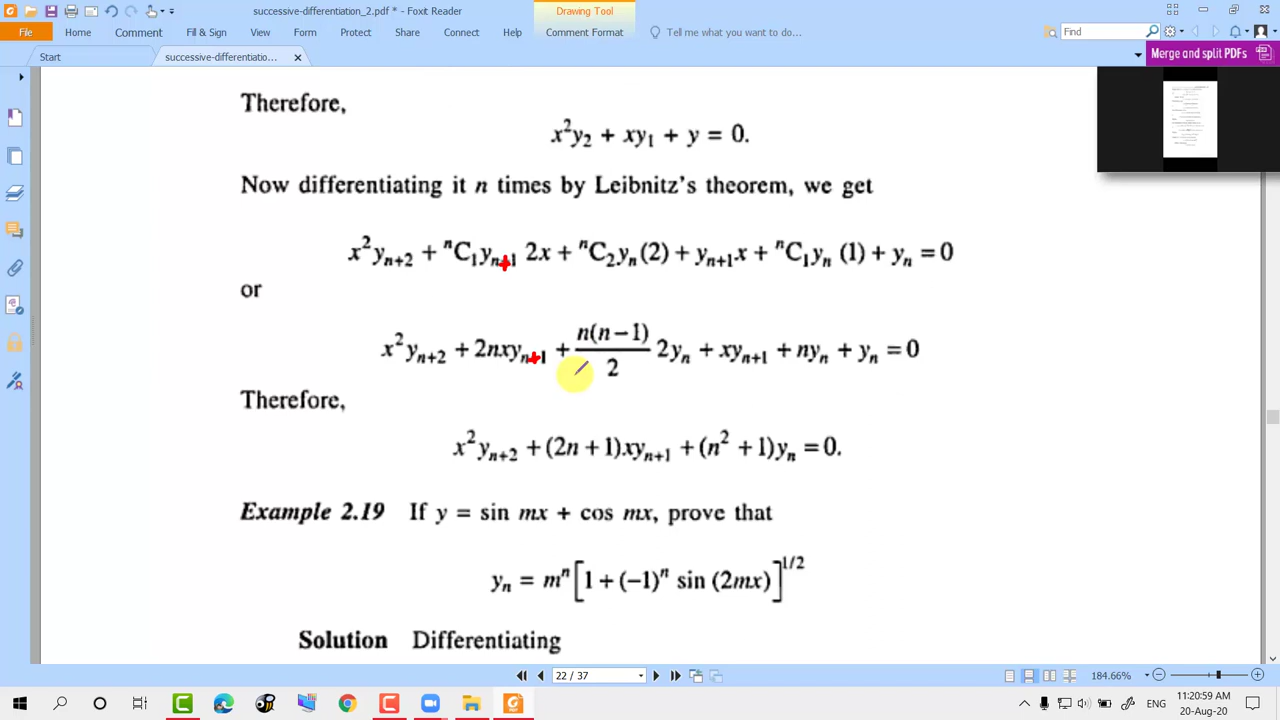 successive-differentiation_2.pdf * - Foxit Reader
Drawing Tool
File Home Comment Fill & Sign View Form Protect Share Connect Help Comment Format Tell me what you want to do... Find
Start successive-differentiatio... Merge and split PDFs
Therefore,
x²y₂ + xy₁ + y = 0.
Now differentiating it n times by Leibnitz's theorem, we get
x²yₙ₊₂ + ⁿC₁yₙ₊₁ 2x + ⁿC₂yₙ(2) + yₙ₊₁x + ⁿC₁yₙ (1) + yₙ = 0
or
x²yₙ₊₂ + 2nxyₙ₊₁ + n(n−1)/2 2yₙ + xyₙ₊₁ + nyₙ + yₙ = 0
Therefore,
x²yₙ₊₂ + (2n + 1)xyₙ₊₁ + (n² + 1)yₙ = 0.
Example 2.19 If y = sin mx + cos mx, prove that
yₙ = mⁿ[1 + (−1)ⁿ sin (2mx)]^1/2
Solution Differentiating
22 / 37
184.66%
ENG
11:20:59 AM
20-Aug-20